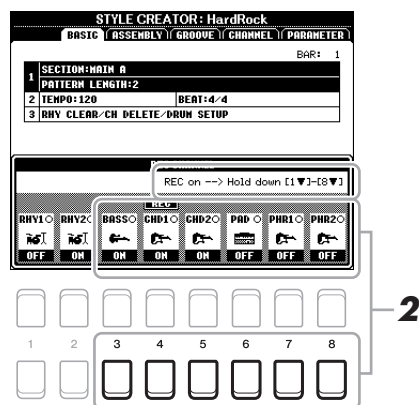 STYLE CREATOR: HardRock
BASIC ASSEMBLY GROOVE CHANNEL PARAMETER
BAR: 1
1 SECTION:MAIN A
PATTERN LENGTH:2
2 TEMPO:120 BEAT:4/4
3 RHY CLEAR/CH DELETE/DRUM SETUP
REC on --> Hold down [1▼]-[8▼]
REC
RHY1 RHY2 BASS CHD1 CHD2 PAD PHR1 PHR2
OFF ON ON ON ON OFF OFF OFF
2
1 2 3 4 5 6 7 8